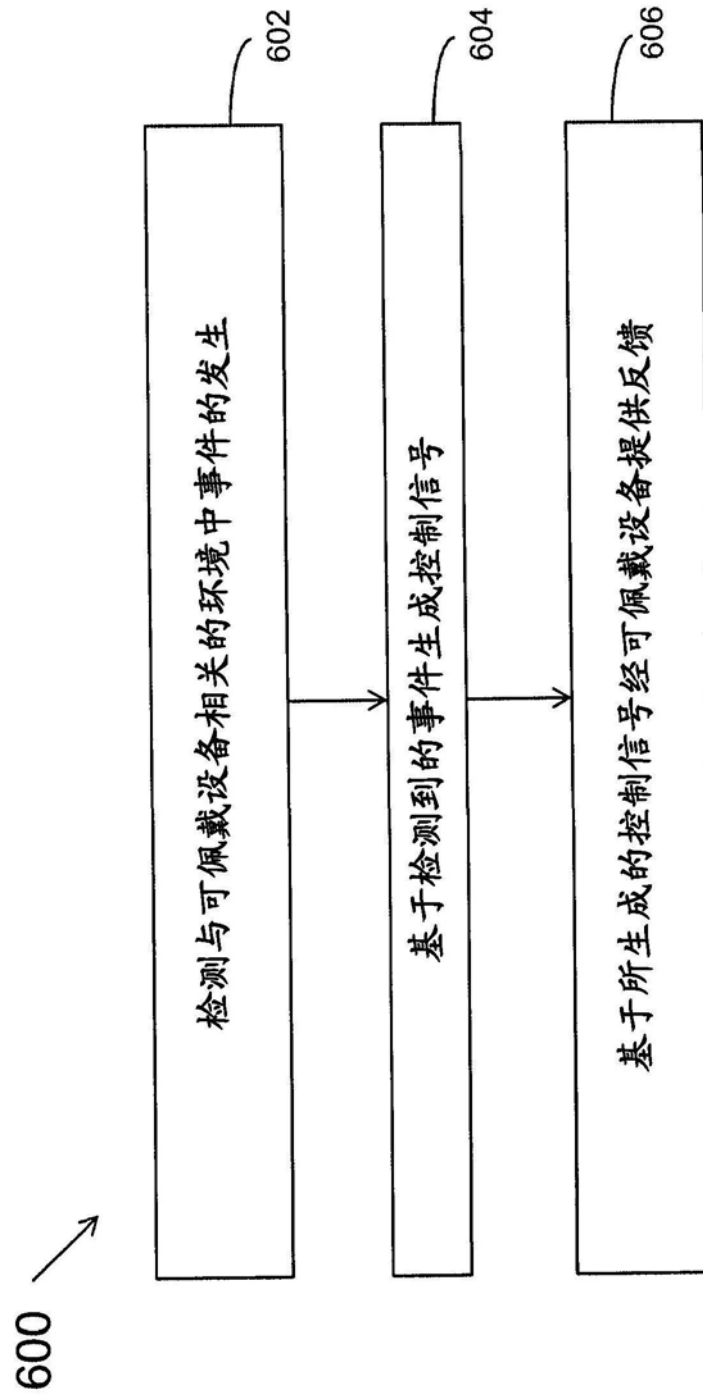 600
检测与可佩戴设备相关的环境中事件的发生
602
基于检测到的事件生成控制信号
604
基于所生成的控制信号经可佩戴设备提供反馈
606